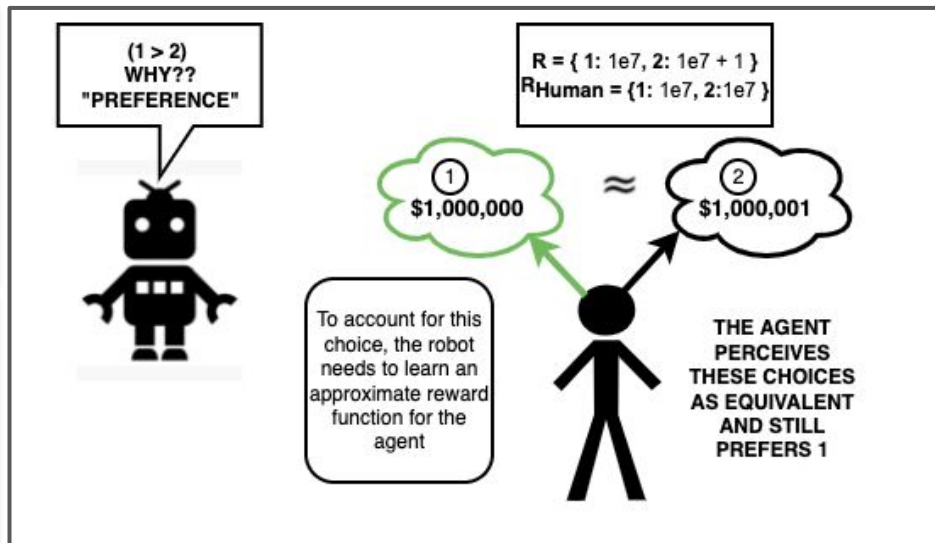 (1 > 2)
WHY??
"PREFERENCE"
R = { 1: 1e7, 2: 1e7 + 1 }
RHuman = {1: 1e7, 2:1e7 }
1
$1,000,000
≈
2
$1,000,001
To account for this
choice, the robot
needs to learn an
approximate reward
function for the
agent
THE AGENT
PERCEIVES
THESE CHOICES
AS EQUIVALENT
AND STILL
PREFERS 1